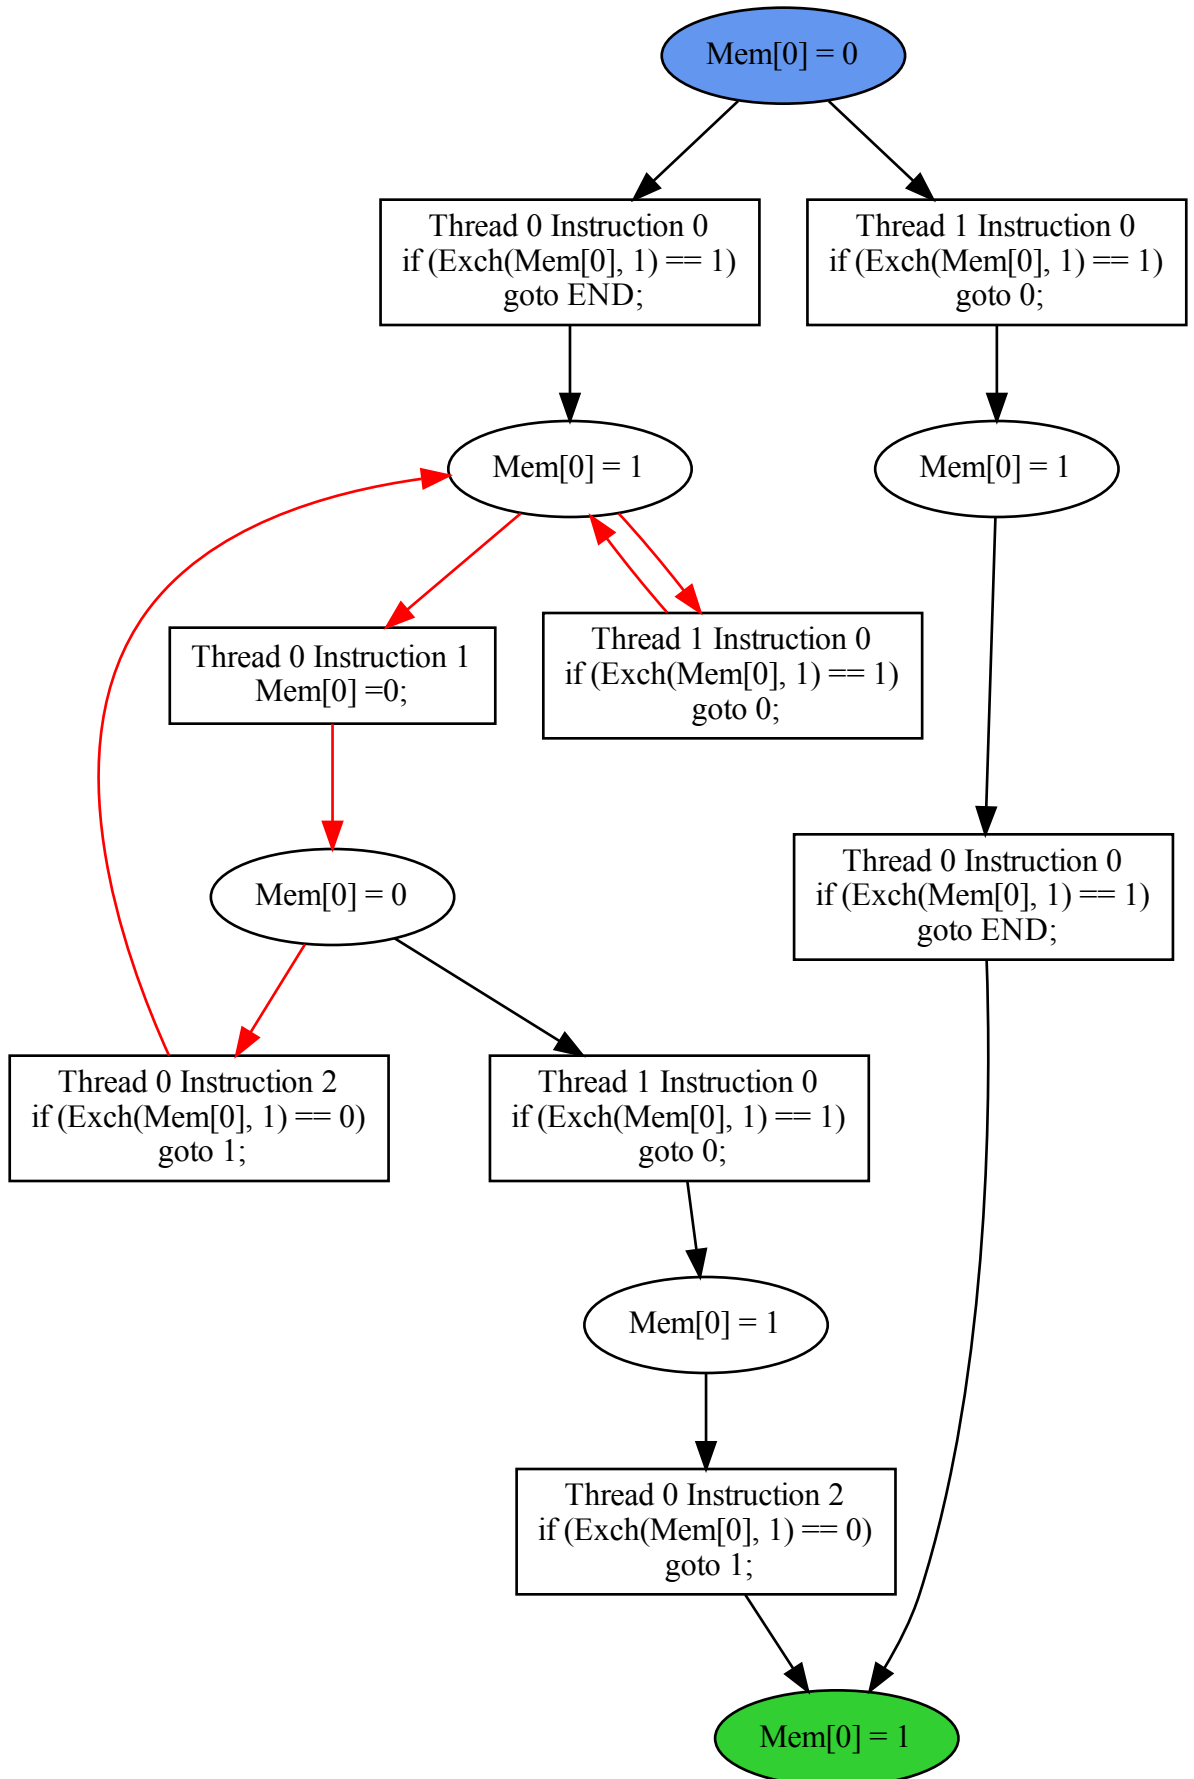 Mem[0] = 0
Thread 0 Instruction 0
if (Exch(Mem[0], 1) == 1)
goto END;
Thread 1 Instruction 0
if (Exch(Mem[0], 1) == 1)
goto 0;
Mem[0] = 1
Mem[0] = 1
Thread 0 Instruction 1
Mem[0] =0;
Thread 1 Instruction 0
if (Exch(Mem[0], 1) == 1)
goto 0;
Mem[0] = 0
Thread 0 Instruction 0
if (Exch(Mem[0], 1) == 1)
goto END;
Thread 0 Instruction 2
if (Exch(Mem[0], 1) == 0)
goto 1;
Thread 1 Instruction 0
if (Exch(Mem[0], 1) == 1)
goto 0;
Mem[0] = 1
Thread 0 Instruction 2
if (Exch(Mem[0], 1) == 0)
goto 1;
Mem[0] = 1